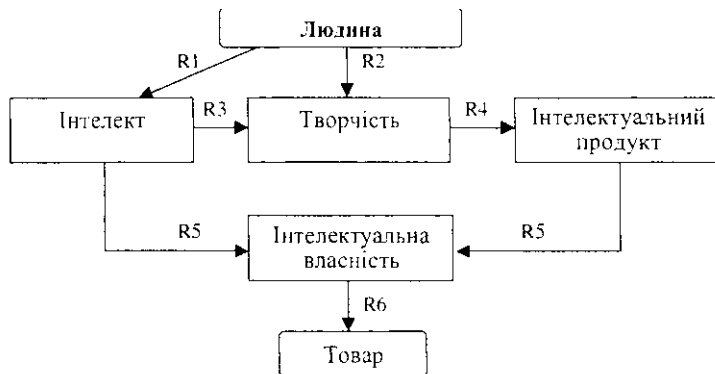 Людина
R1
R2
Інтелект
R3
Творчість
R4
Інтелектуальний
продукт
R5
Інтелектуальна
власність
R5
R6
Товар